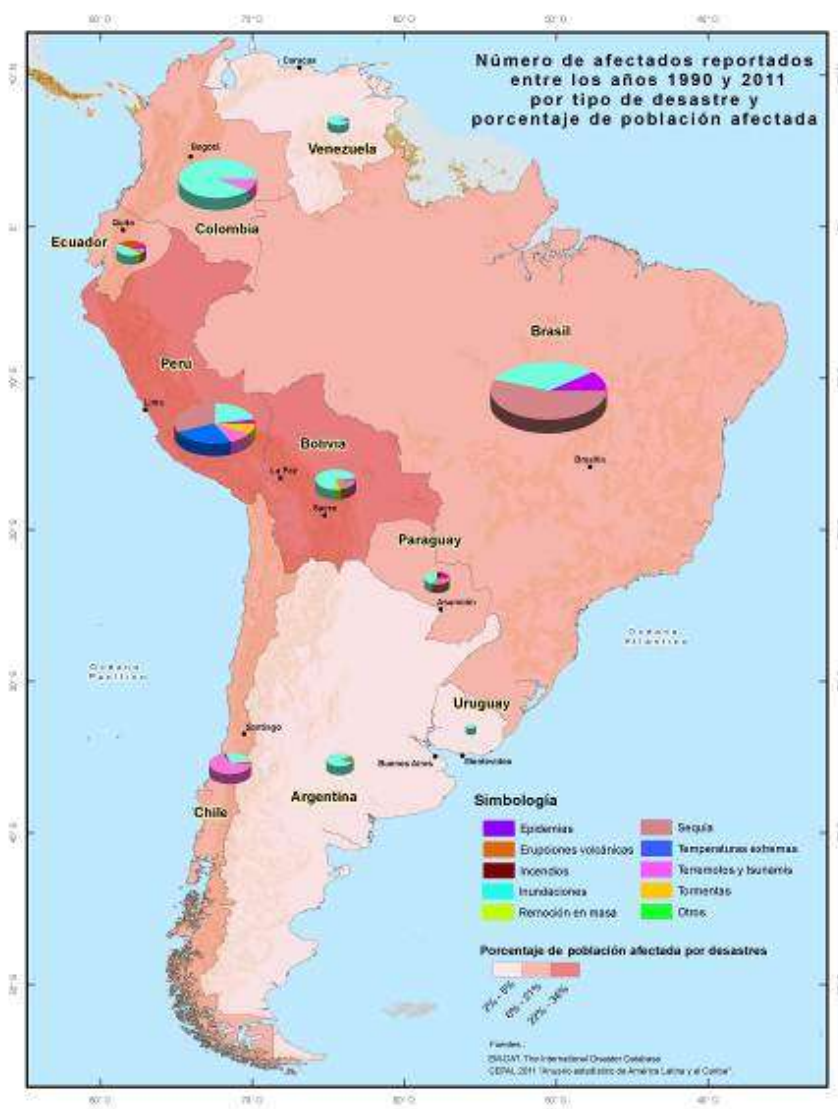 Número de afectados reportados
entre los años 1990 y 2011
por tipo de desastre y
porcentaje de población afectada
Caracas
Venezuela
Bogotá
Colombia
Quito
Ecuador
Brasil
Perú
Lima
Bolivia
La Paz
Sucre
Brasilia
Paraguay
Asunción
Océano
Pacífico
Océano
Atlántico
Uruguay
Santiago
Buenos Aires
Montevideo
Argentina
Chile
Simbología
Epidemias
Erupciones volcánicas
Incendios
Inundaciones
Remoción en masa
Sequía
Temperaturas extremas
Terremotos y tsunamis
Tormentas
Otros
Porcentaje de población afectada por desastres
22% - 36%
Fuentes:
EM-DAT. The International Disaster Database
CEPAL 2011 "Anuario estadístico de América Latina y el Caribe".